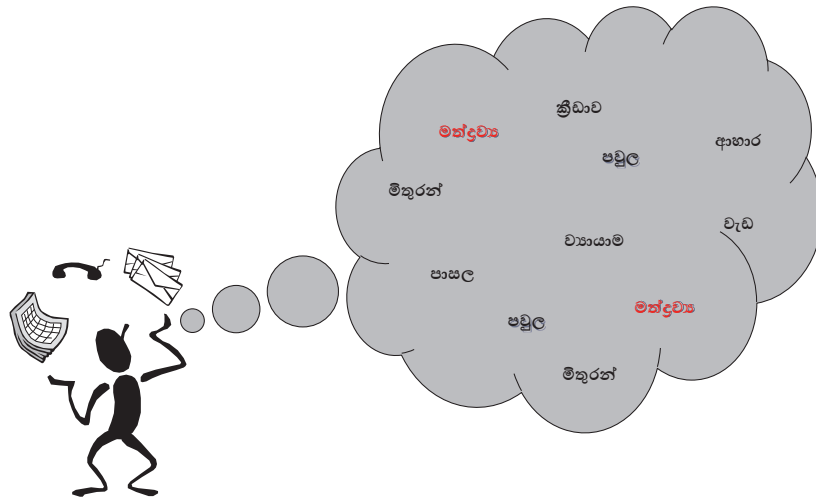 ක්‍රීඩාව
මත්ද්‍රව්‍ය
ආහාර
පවුල
මිතුරන්
වැඩ
ව්‍යායාම
පාසල
මත්ද්‍රව්‍ය
පවුල
මිතුරන්